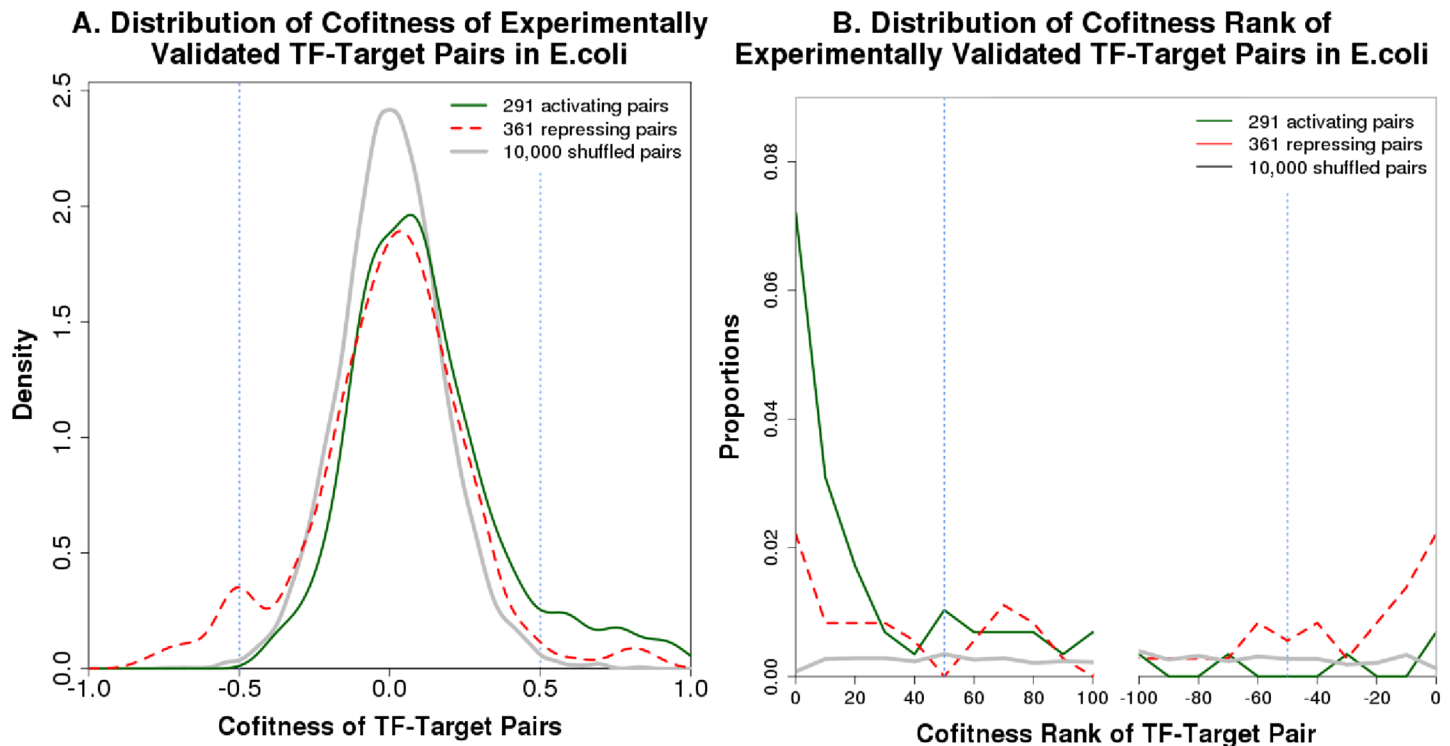 A. Distribution of Cofitness of Experimentally
Validated TF-Target Pairs in E.coli
291 activating pairs
361 repressing pairs
10,000 shuffled pairs
Density
0.0
0.5
1.0
1.5
2.0
2.5
-1.0
-0.5
0.0
0.5
1.0
Cofitness of TF-Target Pairs
B. Distribution of Cofitness Rank of
Experimentally Validated TF-Target Pairs in E.coli
291 activating pairs
361 repressing pairs
10,000 shuffled pairs
Proportions
0.00
0.02
0.04
0.06
0.08
0
20
40
60
80
100
-100
-80
-60
-40
-20
0
Cofitness Rank of TF-Target Pair